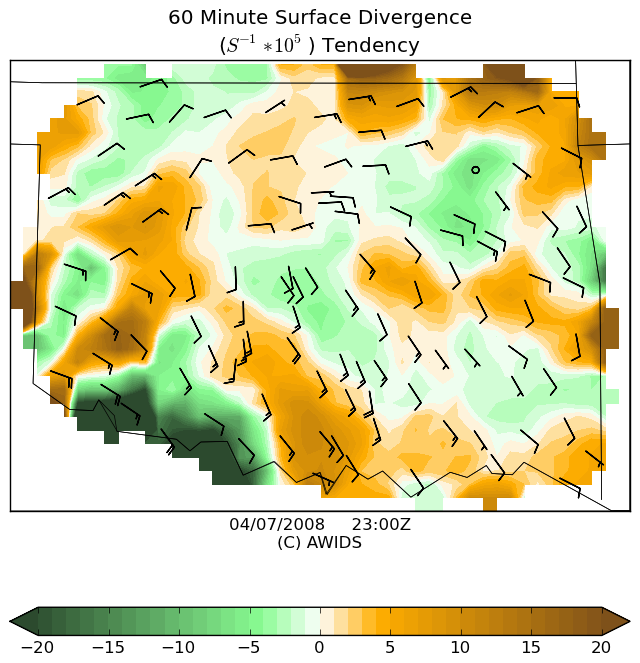 60 Minute Surface Divergence
(S⁻¹ *10⁵ ) Tendency
04/07/2008 23:00Z
(C) AWIDS
−20 −15 −10 −5 0 5 10 15 20